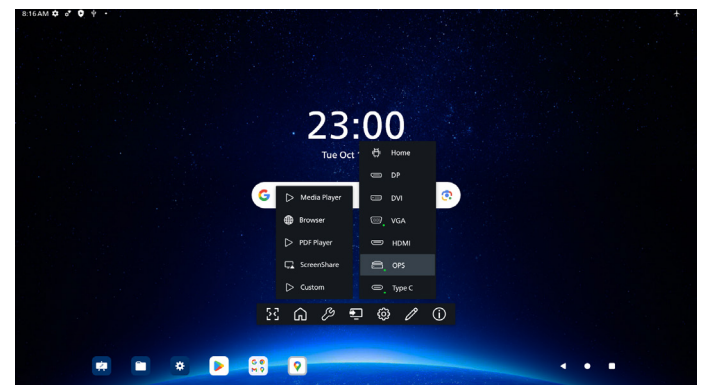 8:16 AM
23:00
Tue Oct
Home
DP
DVI
VGA
HDMI
OPS
Type C
Media Player
Browser
PDF Player
ScreenShare
Custom